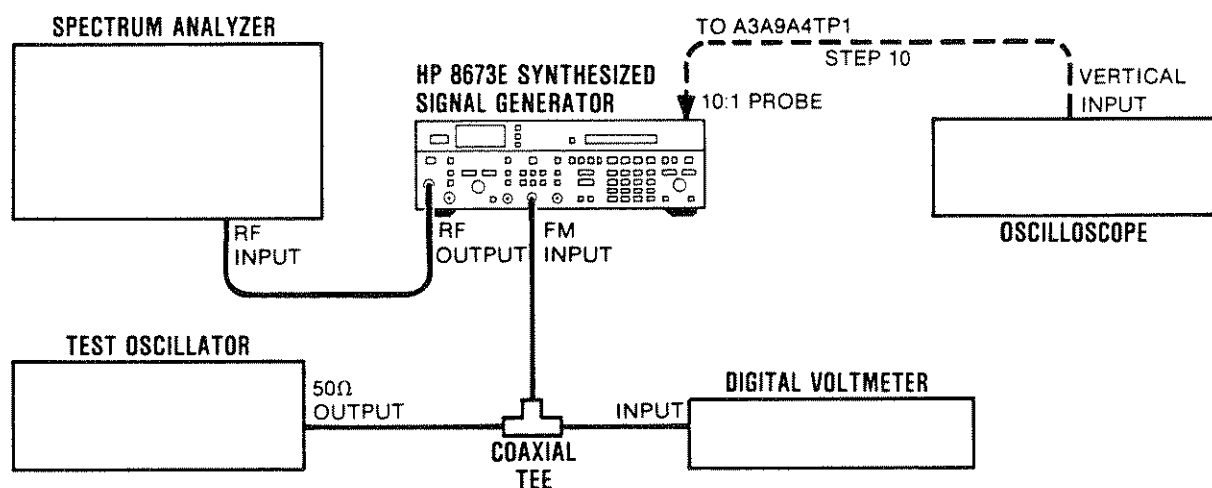 SPECTRUM ANALYZER
TO A3A9A4TP1
STEP 10
HP 8673E SYNTHESIZED
SIGNAL GENERATOR
10:1 PROBE
VERTICAL
INPUT
RF
INPUT
RF
OUTPUT
FM
INPUT
OSCILLOSCOPE
TEST OSCILLATOR
50Ω
OUTPUT
INPUT
DIGITAL VOLTMETER
COAXIAL
TEE